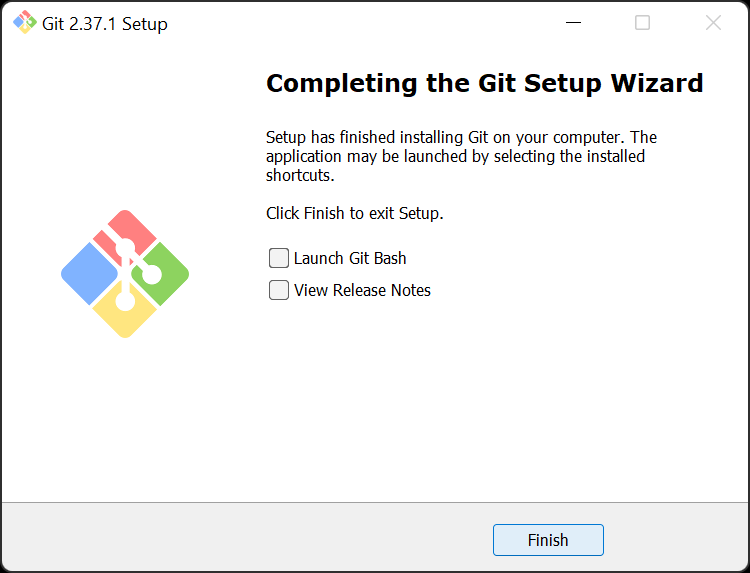 Git 2.37.1 Setup
Completing the Git Setup Wizard
Setup has finished installing Git on your computer. The
application may be launched by selecting the installed
shortcuts.
Click Finish to exit Setup.
Launch Git Bash
View Release Notes
Finish